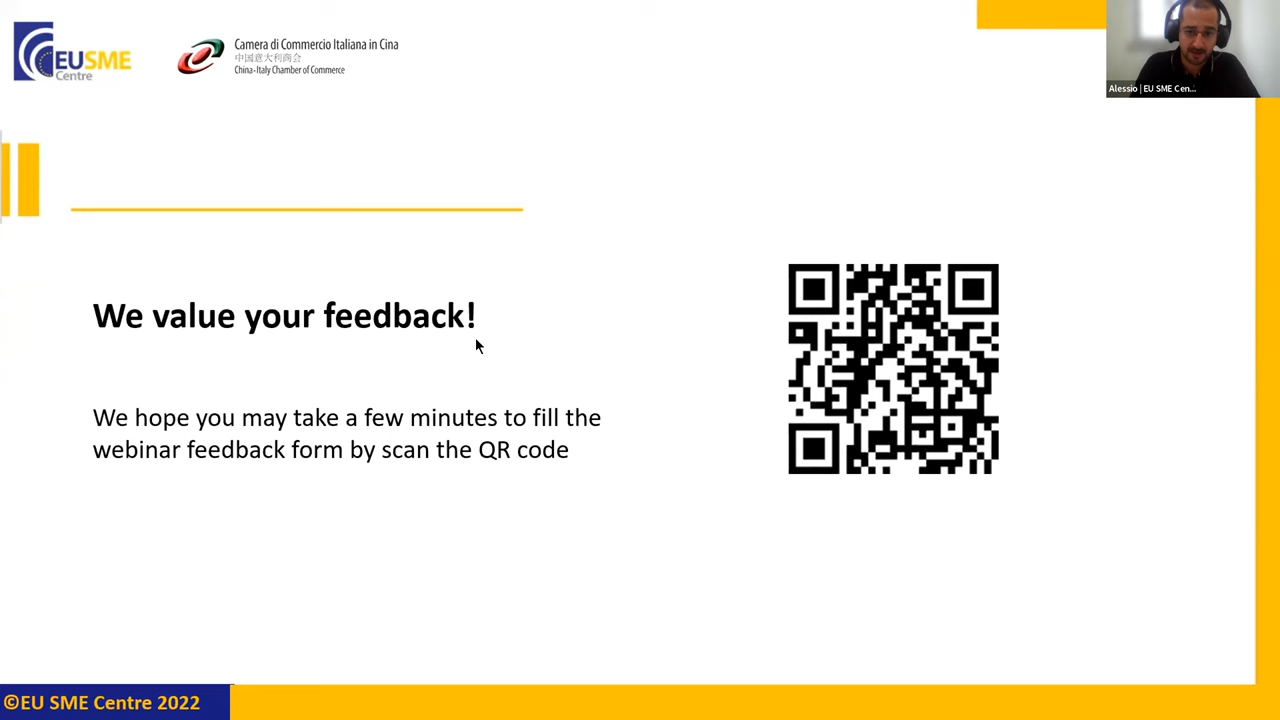 EUSME
Centre
Camera di Commercio Italiana in Cina
中国意大利商会
China-Italy Chamber of Commerce
Alessio | EU SME Cen...
We value your feedback!
We hope you may take a few minutes to fill the
webinar feedback form by scan the QR code
©EU SME Centre 2022